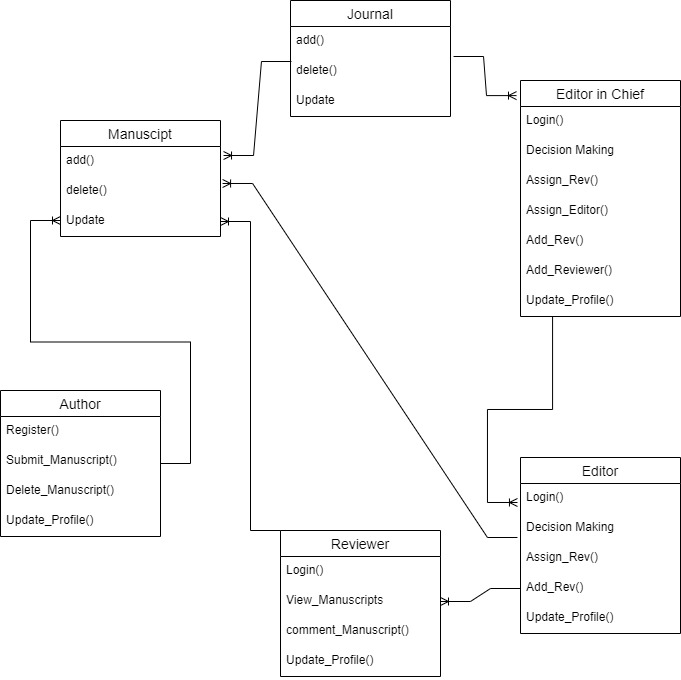 Journal
add()
delete()
Update
Editor in Chief
Login()
Decision Making
Assign_Rev()
Assign_Editor()
Add_Rev()
Add_Reviewer()
Update_Profile()
Manuscipt
add()
delete()
Update
Author
Register()
Submit_Manuscript()
Delete_Manuscript()
Update_Profile()
Editor
Login()
Decision Making
Assign_Rev()
Add_Rev()
Update_Profile()
Reviewer
Login()
View_Manuscripts
comment_Manuscript()
Update_Profile()